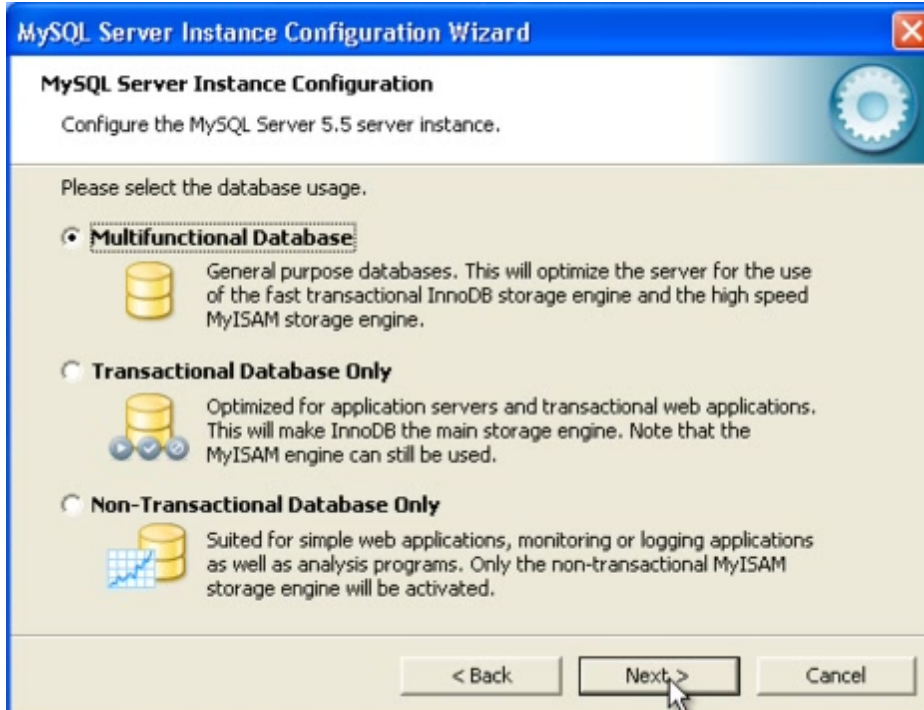 MySQL Server Instance Configuration Wizard
MySQL Server Instance Configuration
Configure the MySQL Server 5.5 server instance.
Please select the database usage.
Multifunctional Database
General purpose databases. This will optimize the server for the use
of the fast transactional InnoDB storage engine and the high speed
MyISAM storage engine.
Transactional Database Only
Optimized for application servers and transactional web applications.
This will make InnoDB the main storage engine. Note that the
MyISAM engine can still be used.
Non-Transactional Database Only
Suited for simple web applications, monitoring or logging applications
as well as analysis programs. Only the non-transactional MyISAM
storage engine will be activated.
< Back
Next >
Cancel